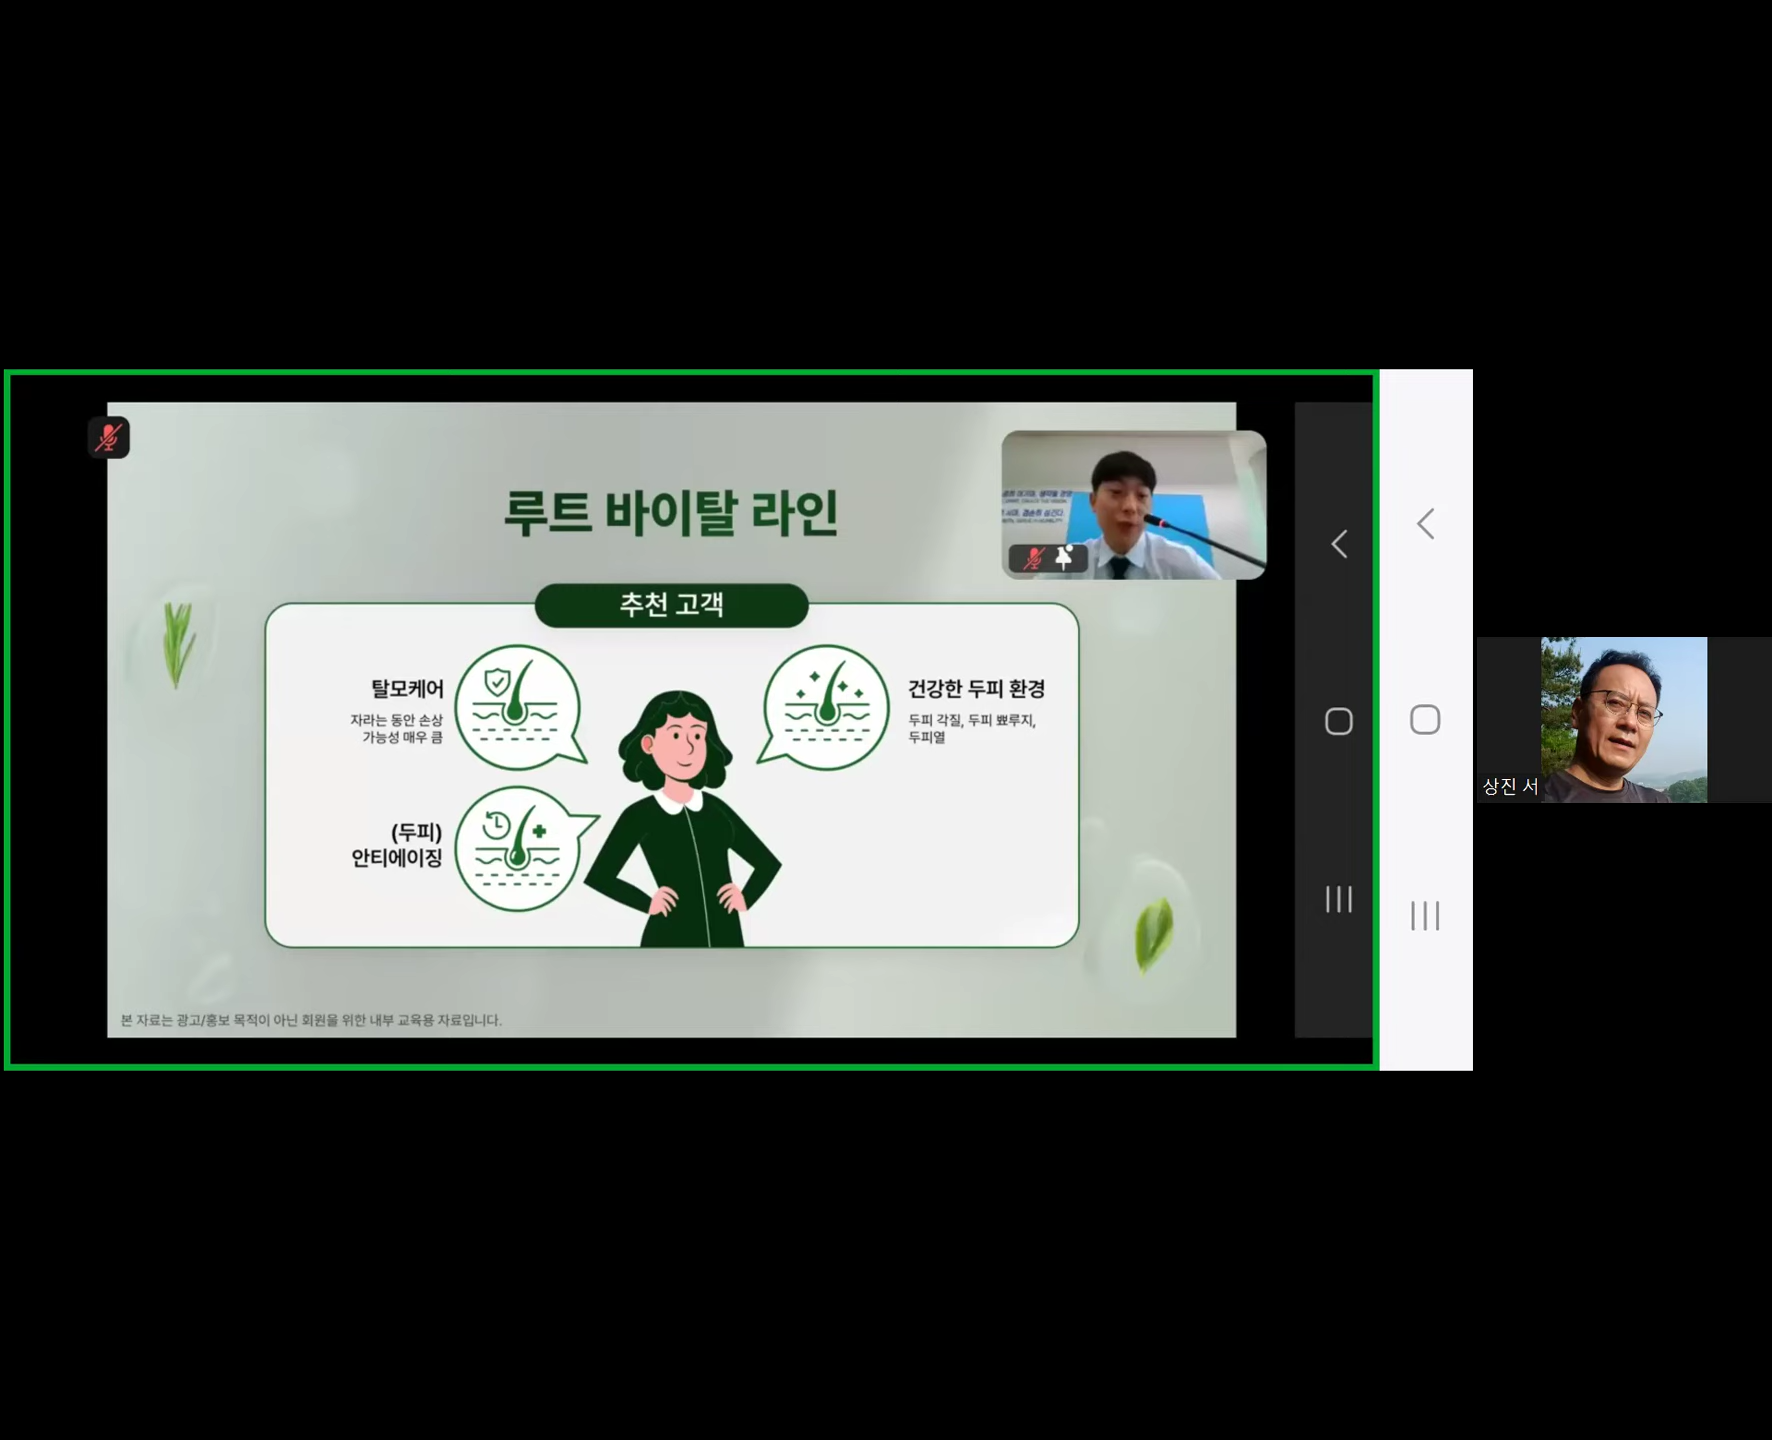 루트 바이탈 라인
추천 고객
탈모케어
자라는 동안 손상
가능성 매우 큼
건강한 두피 환경
두피 각질, 두피 뾰루지,
두피열
(두피)
안티에이징
본 자료는 광고/홍보 목적이 아닌 회원을 위한 내부 교육용 자료입니다.
상진 서